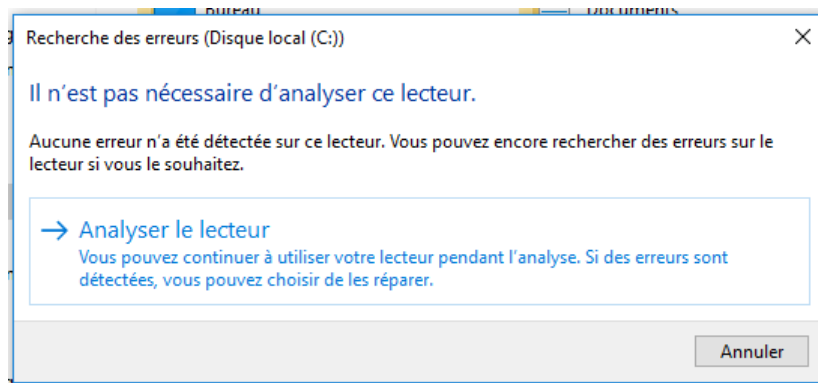 Bureau
Documents
Recherche des erreurs (Disque local (C:))
Il n’est pas nécessaire d’analyser ce lecteur.
Aucune erreur n’a été détectée sur ce lecteur. Vous pouvez encore rechercher des erreurs sur le
lecteur si vous le souhaitez.
Analyser le lecteur
Vous pouvez continuer à utiliser votre lecteur pendant l’analyse. Si des erreurs sont
détectées, vous pouvez choisir de les réparer.
Annuler